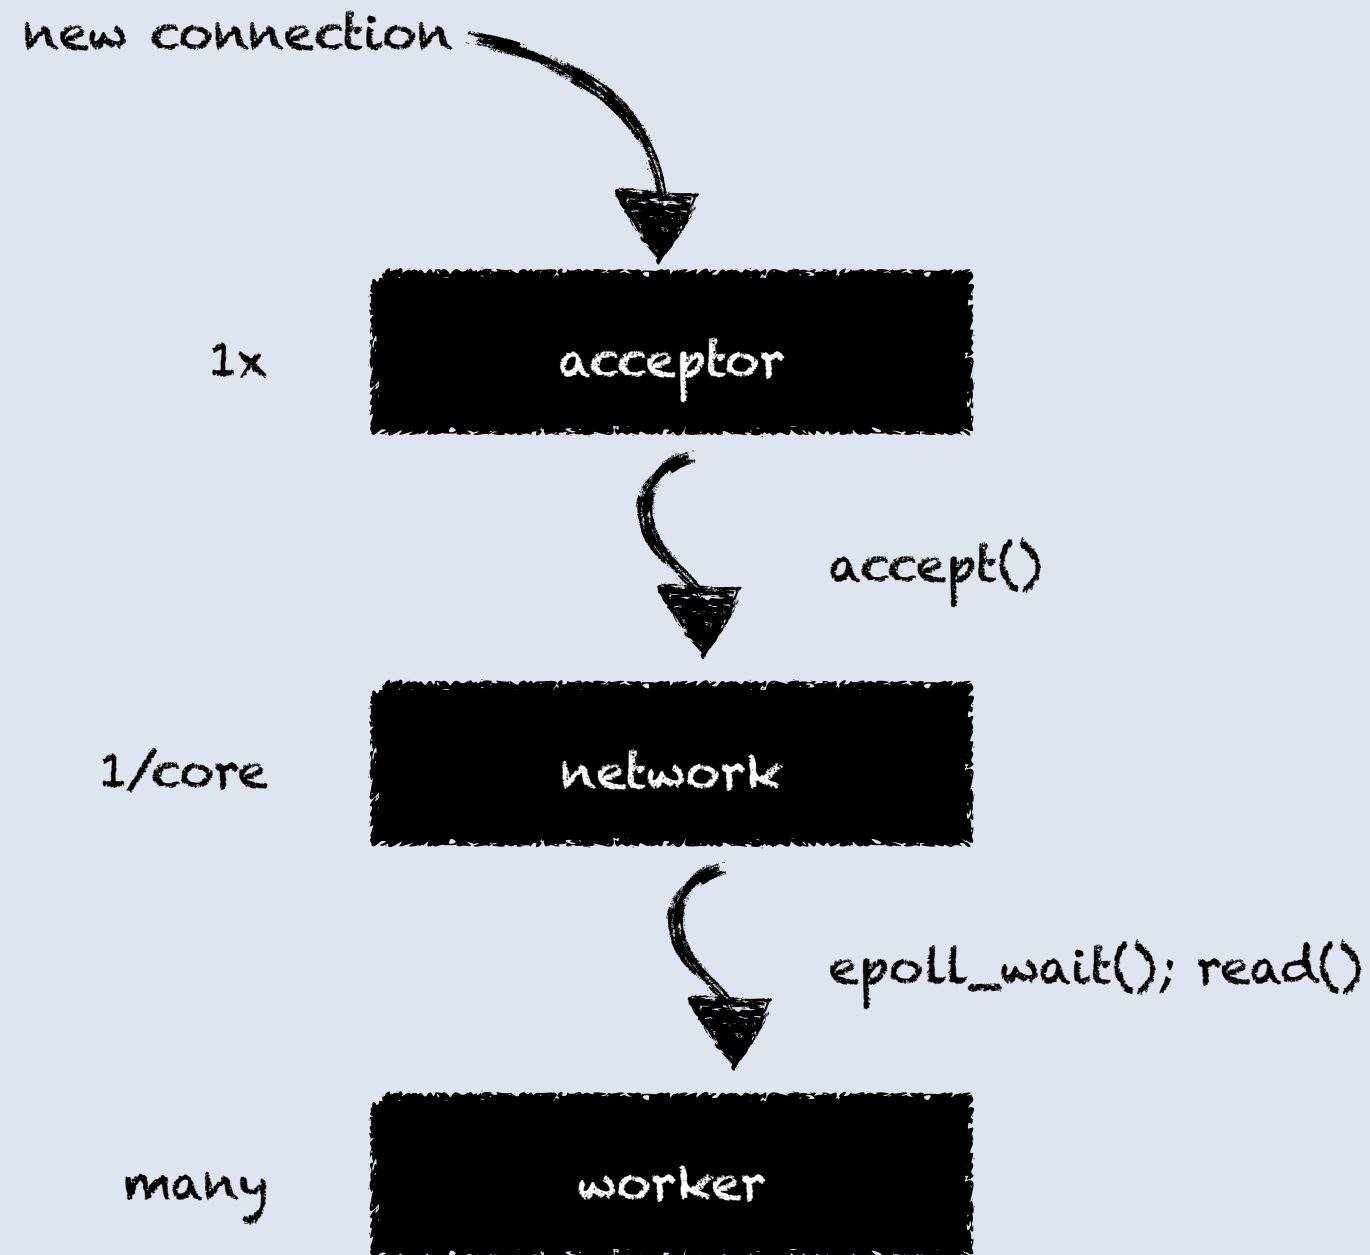 new connection
1x
acceptor
accept()
1/core
network
epoll_wait(); read()
many
worker